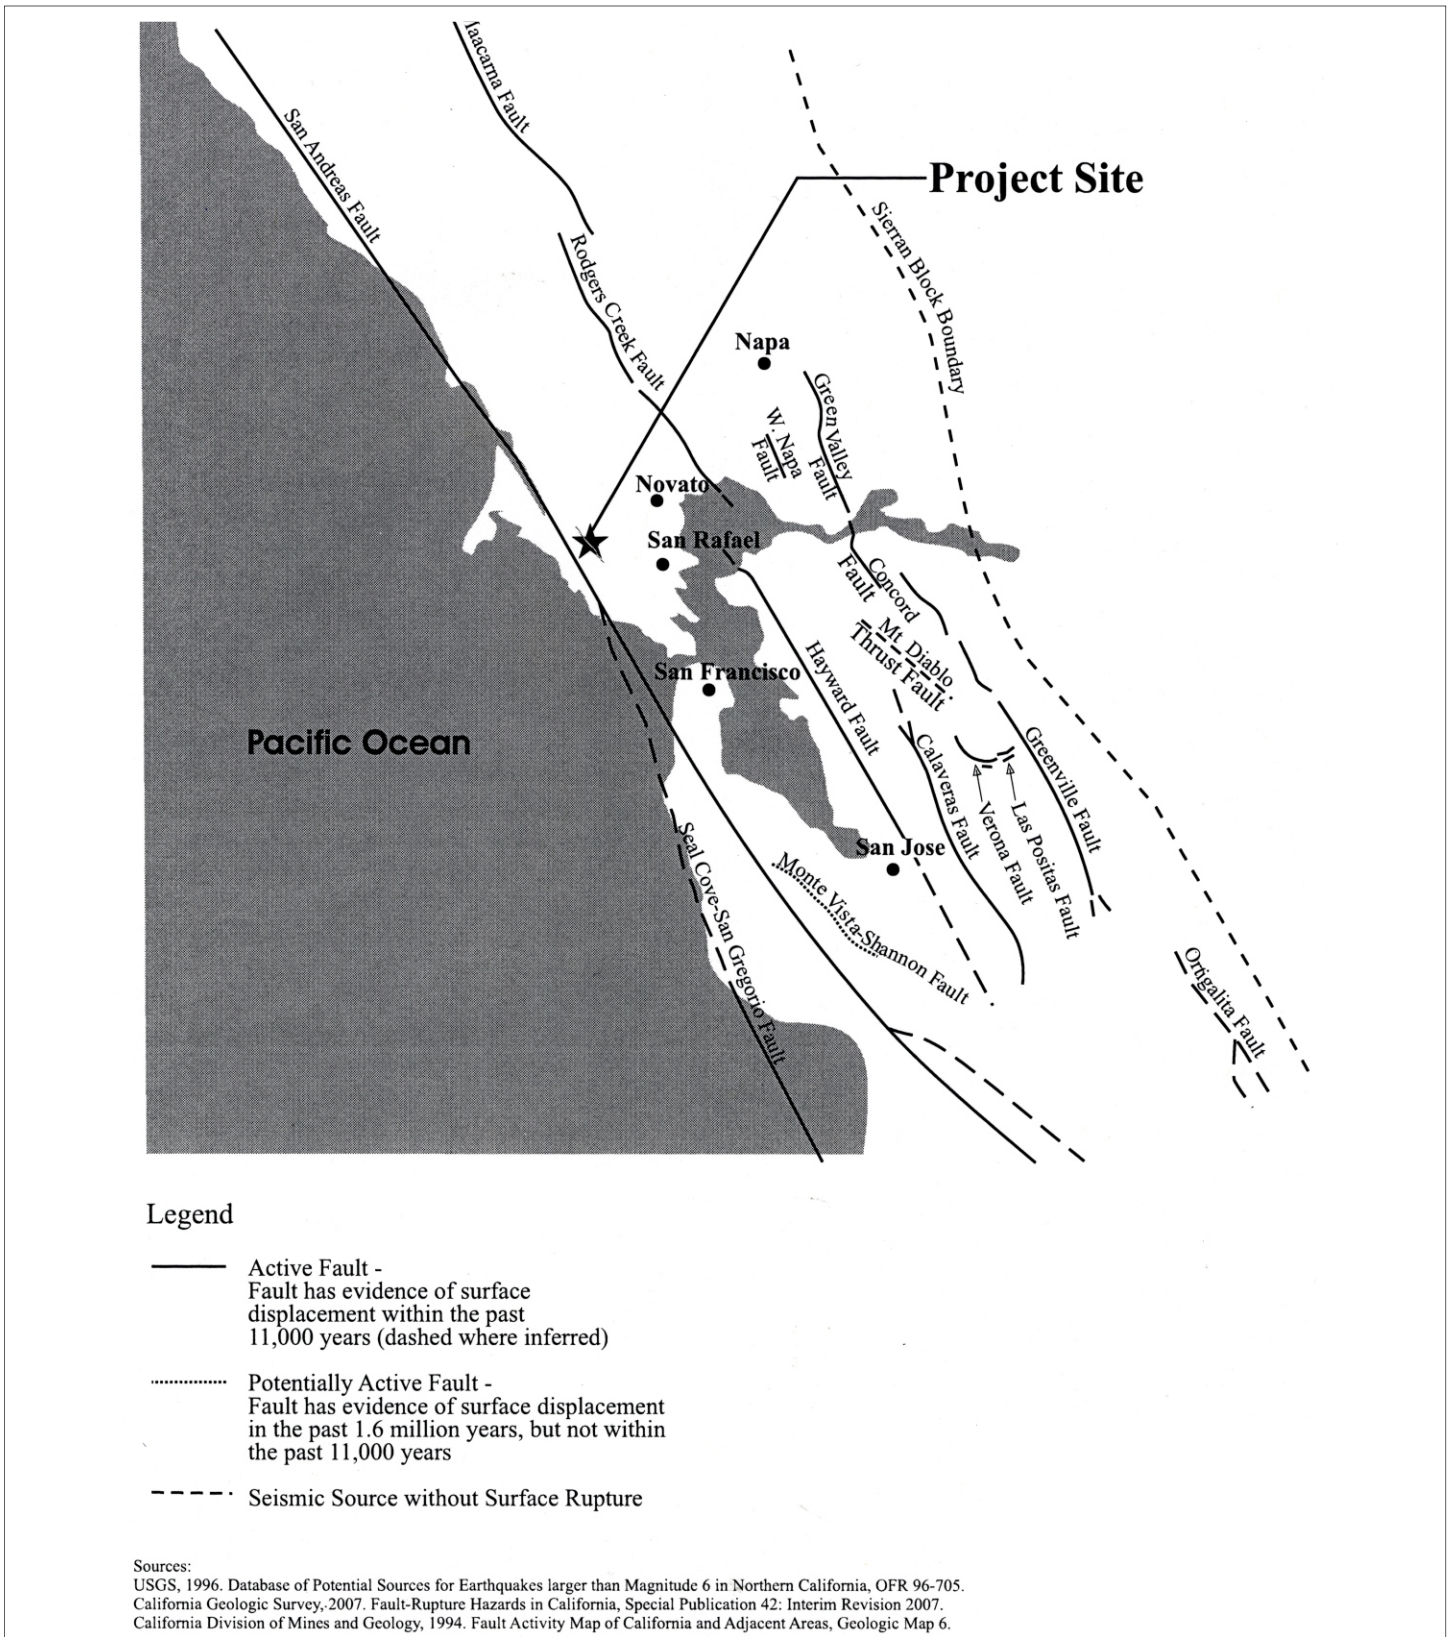 Maacama Fault
San Andreas Fault
Project Site
Sierran Block Boundary
Rodgers Creek Fault
Napa
Green Valley
Fault
W. Napa
Fault
Novato
San Rafael
Concord
Fault
Mt Diablo
Thrust Fault
San Francisco
Hayward Fault
Pacific Ocean
Calaveras Fault
Greenville Fault
Verona Fault
Las Positas Fault
San Jose
Seal Cove-San Gregorio Fault
Monte Vista-Shannon Fault
Ortigalita Fault
Legend
Active Fault -
Fault has evidence of surface
displacement within the past
11,000 years (dashed where inferred)
Potentially Active Fault -
Fault has evidence of surface displacement
in the past 1.6 million years, but not within
the past 11,000 years
Seismic Source without Surface Rupture
Sources:
USGS, 1996. Database of Potential Sources for Earthquakes larger than Magnitude 6 in Northern California, OFR 96-705.
California Geologic Survey, 2007. Fault-Rupture Hazards in California, Special Publication 42: Interim Revision 2007.
California Division of Mines and Geology, 1994. Fault Activity Map of California and Adjacent Areas, Geologic Map 6.